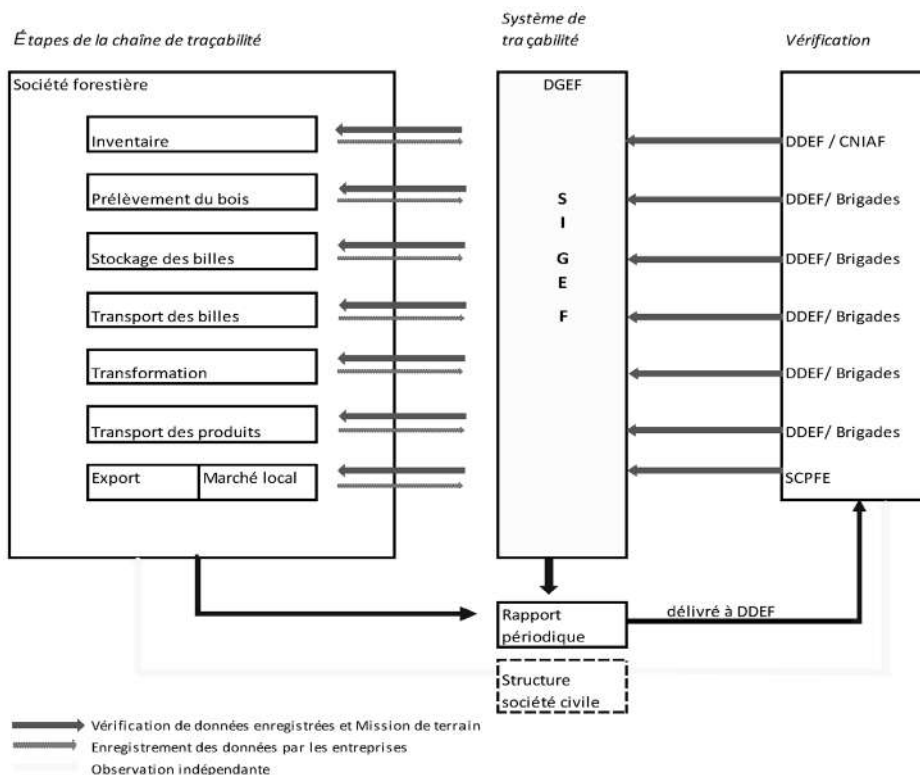 Étapes de la chaîne de traçabilité
Système de
traçabilité
Vérification
Société forestière
Inventaire
Prélèvement du bois
Stockage des billes
Transport des billes
Transformation
Transport des produits
Export
Marché local
DGEF
S
I
G
E
F
DDEF / CNIAF
DDEF/ Brigades
DDEF/ Brigades
DDEF/ Brigades
DDEF/ Brigades
DDEF/ Brigades
SCPFE
Rapport
périodique
délivré à DDEF
Structure
société civile
Vérification de données enregistrées et Mission de terrain
Enregistrement des données par les entreprises
Observation indépendante